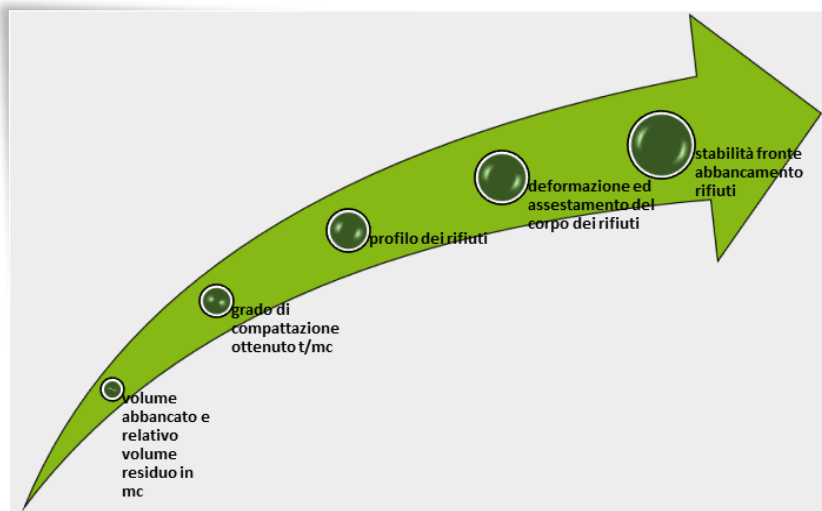 stabilità fronte
abbancamento
rifiuti
deformazione ed
assestamento del
corpo dei rifiuti
profilo dei rifiuti
grado di
compattazione
ottenuto t/mc
volume
abbancato e
relativo
volume
residuo in
mc